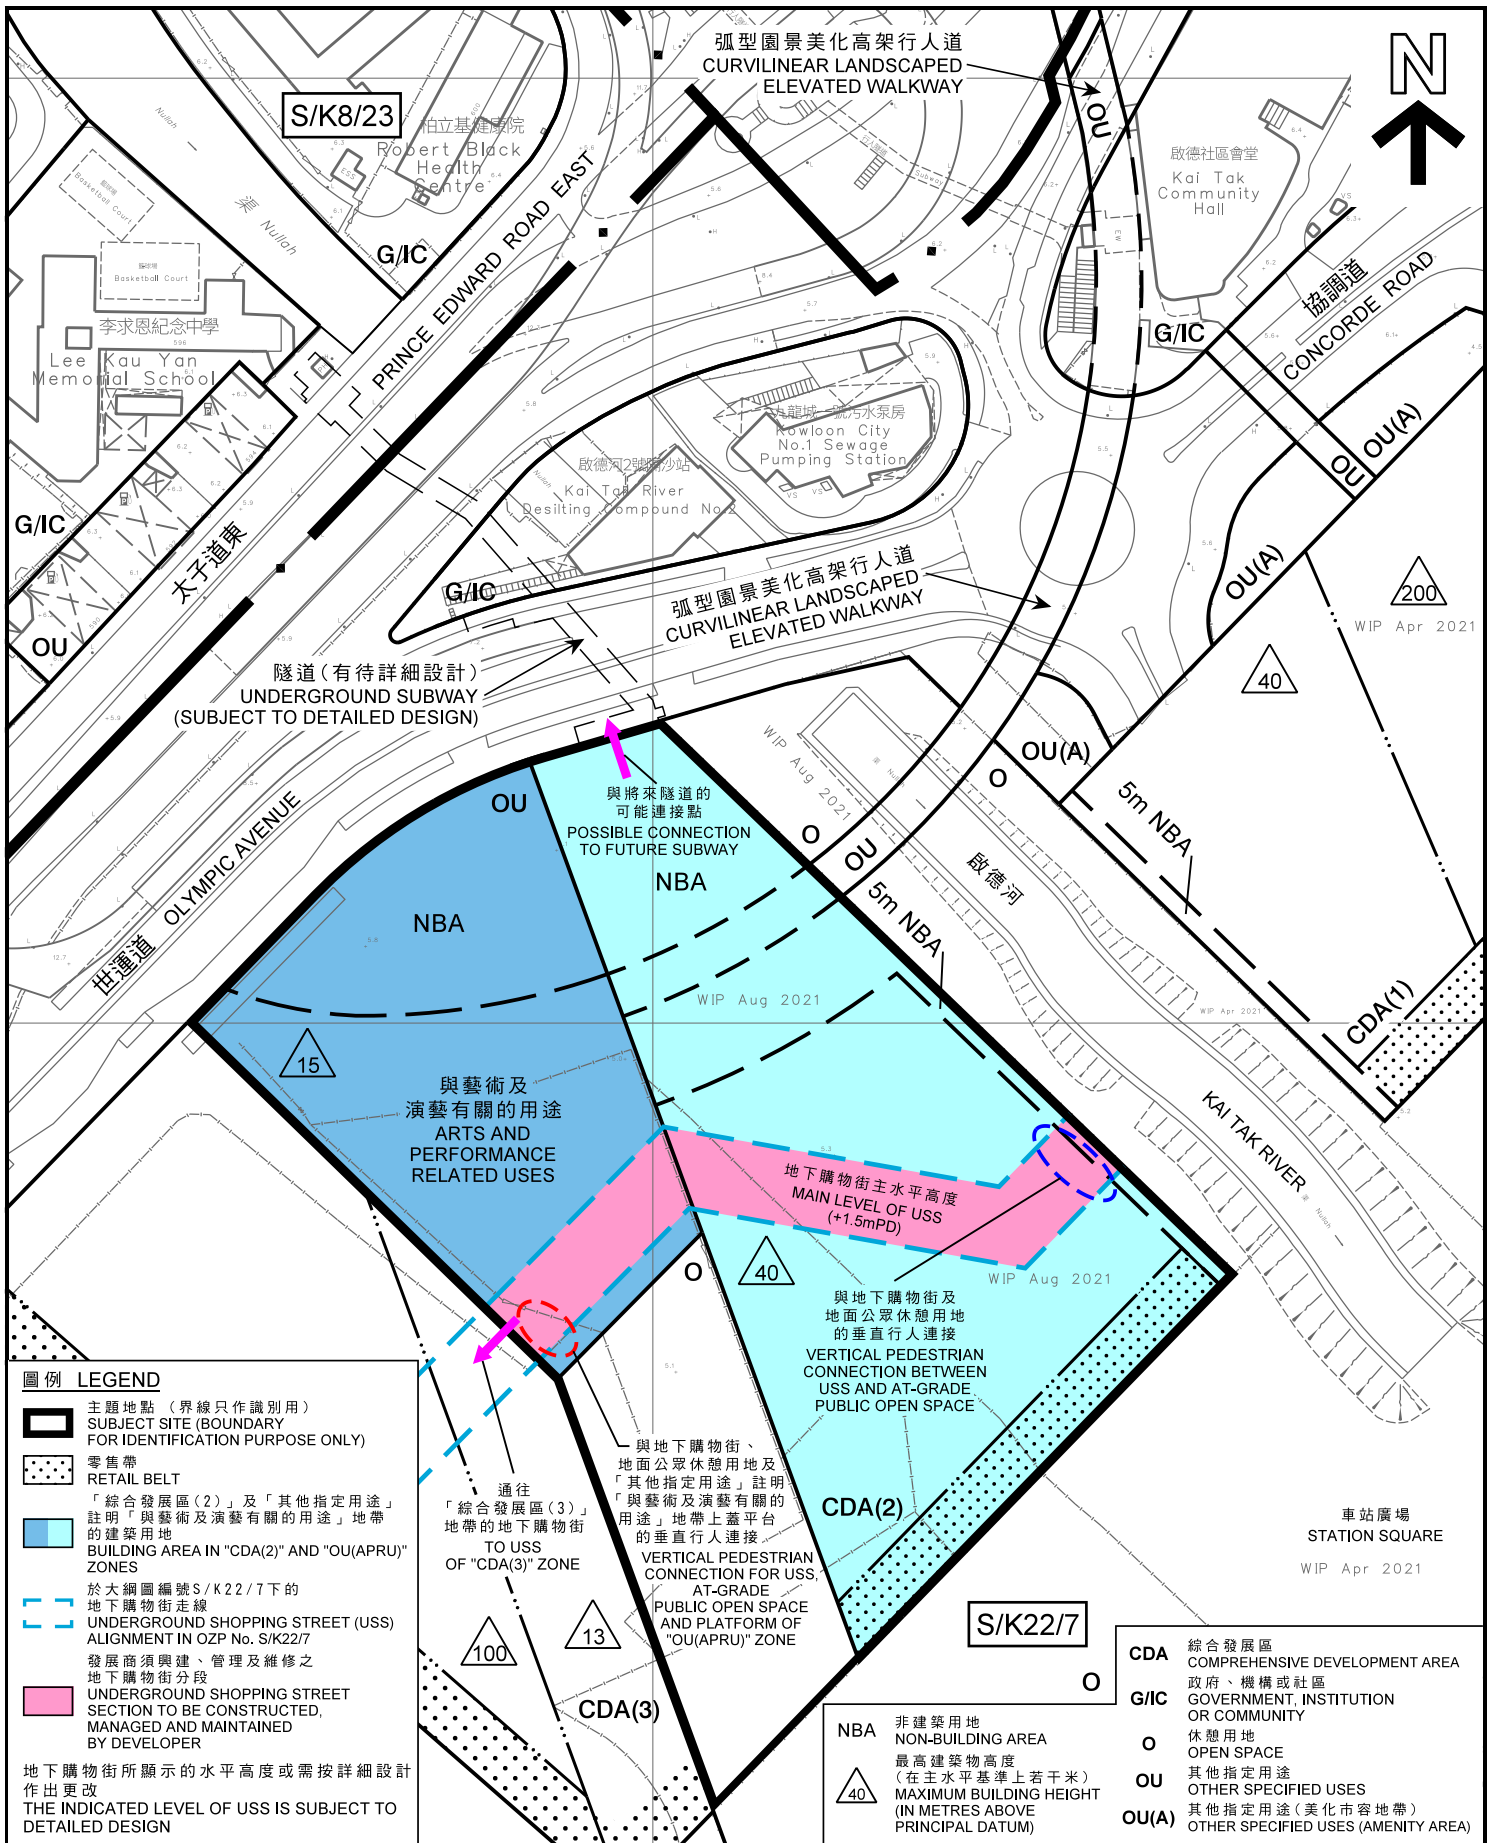 弧型園景美化高架行人道
CURVILINEAR LANDSCAPED
ELEVATED WALKWAY
N
S/K8/23
柏立基健康院
Robert Black
Health
Centre
ESS
Nullah
渠 Nullah
籃球場
Basketball Court
籃球場
Basketball Court
G/IC
李求恩紀念中學
Lee Kau Yan
Memorial School
PRINCE EDWARD ROAD EAST
太子道東
行人隧道
Subway
OU
EW
啟德社區會堂
Kai Tak
Community
Hall
VS
G/IC
協調道
CONCORDE ROAD
OU(A)
OU
OU(A)
九龍城一號污水泵房
Kowloon City
No.1 Sewage
Pumping Station
VS VS
啟德河2號隔沙站
Kai Tak River
Desilting Compound No.2
Nullah
G/IC
G/IC
OU
弧型園景美化高架行人道
CURVILINEAR LANDSCAPED
ELEVATED WALKWAY
200
WIP Apr 2021
40
隧道(有待詳細設計)
UNDERGROUND SUBWAY
(SUBJECT TO DETAILED DESIGN)
WIP Aug 2021
渠 Nullah
OU(A)
O
5m NBA
世運道 OLYMPIC AVENUE
OU
與將來隧道的
可能連接點
POSSIBLE CONNECTION
TO FUTURE SUBWAY
NBA
NBA
O
OU
5m NBA
啟德河
WIP Aug 2021
WIP Apr 2021
CDA(1)
15
與藝術及
演藝有關的用途
ARTS AND
PERFORMANCE
RELATED USES
地下購物街主水平高度
MAIN LEVEL OF USS
(+1.5mPD)
KAI TAK RIVER
渠 Nullah
O
40
WIP Aug 2021
與地下購物街及
地面公眾休憩用地
的垂直行人連接
VERTICAL PEDESTRIAN
CONNECTION BETWEEN
USS AND AT-GRADE
PUBLIC OPEN SPACE
通往
「綜合發展區(3)」
地帶的地下購物街
TO USS
OF "CDA(3)" ZONE
與地下購物街、
地面公眾休憩用地及
「其他指定用途」註明
「與藝術及演藝有關的
用途」地帶上蓋平台
的垂直行人連接
VERTICAL PEDESTRIAN
CONNECTION FOR USS,
AT-GRADE
PUBLIC OPEN SPACE
AND PLATFORM OF
"OU(APRU)" ZONE
CDA(2)
車站廣場
STATION SQUARE
WIP Apr 2021
S/K22/7
O
100
13
CDA(3)
圖例 LEGEND
主題地點 (界線只作識別用)
SUBJECT SITE (BOUNDARY
FOR IDENTIFICATION PURPOSE ONLY)
零售帶
RETAIL BELT
「綜合發展區(2)」及「其他指定用途」
註明「與藝術及演藝有關的用途」地帶
的建築用地
BUILDING AREA IN "CDA(2)" AND "OU(APRU)"
ZONES
於大綱圖編號S/K22/7下的
地下購物街走線
UNDERGROUND SHOPPING STREET (USS)
ALIGNMENT IN OZP No. S/K22/7
發展商須興建、管理及維修之
地下購物街分段
UNDERGROUND SHOPPING STREET
SECTION TO BE CONSTRUCTED,
MANAGED AND MAINTAINED
BY DEVELOPER
地下購物街所顯示的水平高度或需按詳細設計
作出更改
THE INDICATED LEVEL OF USS IS SUBJECT TO
DETAILED DESIGN
NBA 非建築用地
NON-BUILDING AREA
40 最高建築物高度
(在主水平基準上若干米)
MAXIMUM BUILDING HEIGHT
(IN METRES ABOVE
PRINCIPAL DATUM)
CDA 綜合發展區
COMPREHENSIVE DEVELOPMENT AREA
G/IC 政府、機構或社區
GOVERNMENT, INSTITUTION
OR COMMUNITY
O 休憩用地
OPEN SPACE
OU 其他指定用途
OTHER SPECIFIED USES
OU(A) 其他指定用途(美化市容地帶)
OTHER SPECIFIED USES (AMENITY AREA)